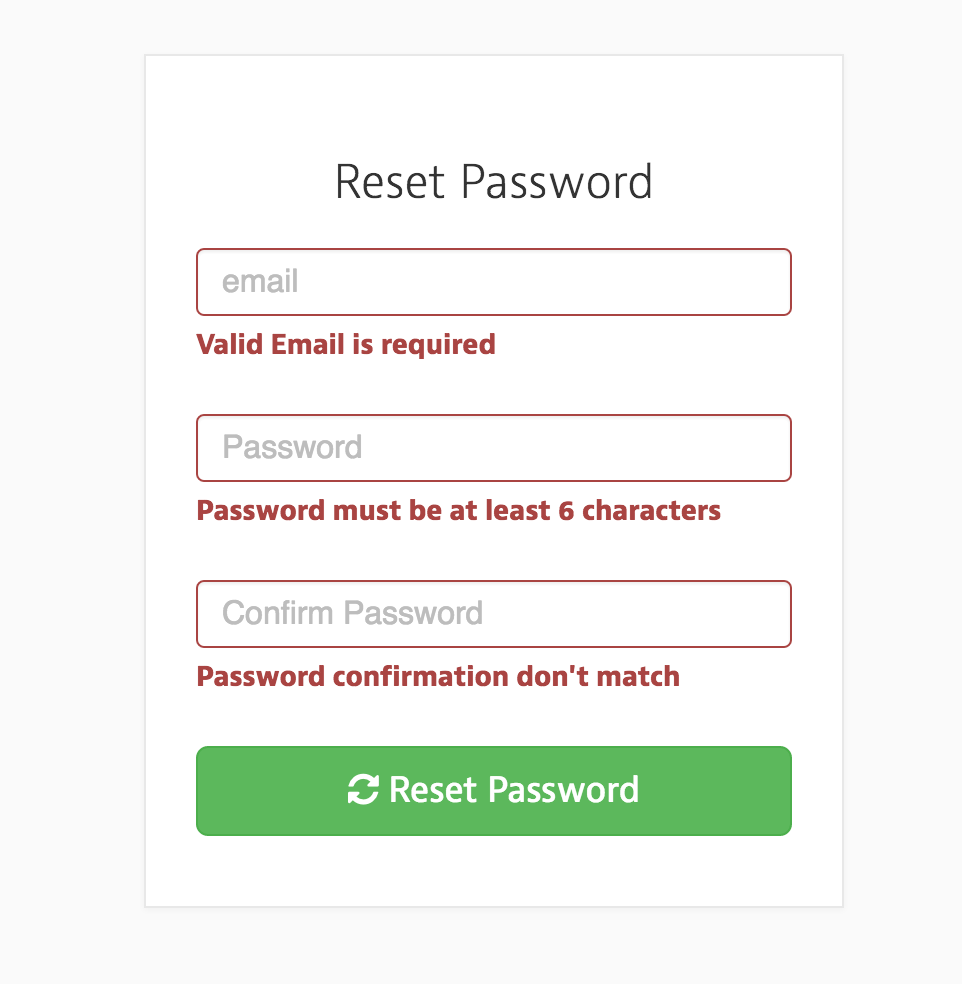 Reset Password
email
Valid Email is required
Password
Password must be at least 6 characters
Confirm Password
Password confirmation don't match
Reset Password